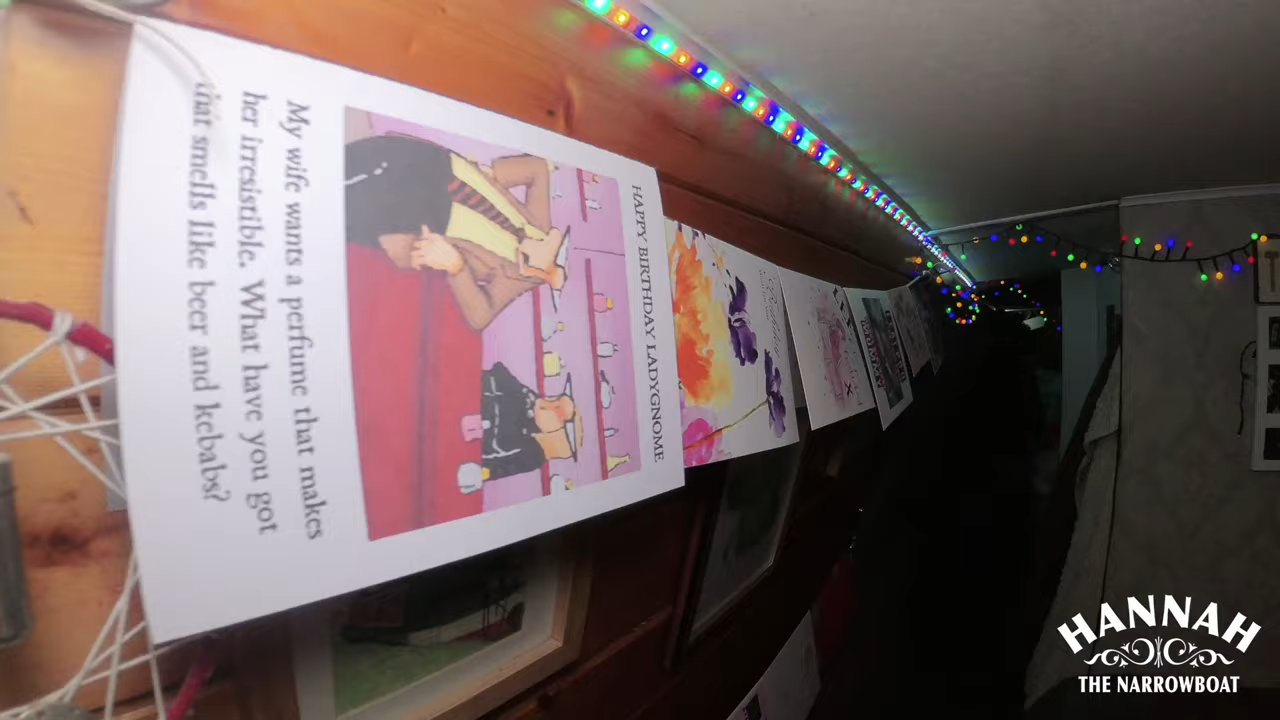 HAPPY BIRTHDAY LADYGNOME
My wife wants a perfume that makes
her irresistible. What have you got
that smells like beer and kebabs?
HANNAH
THE NARROWBOAT